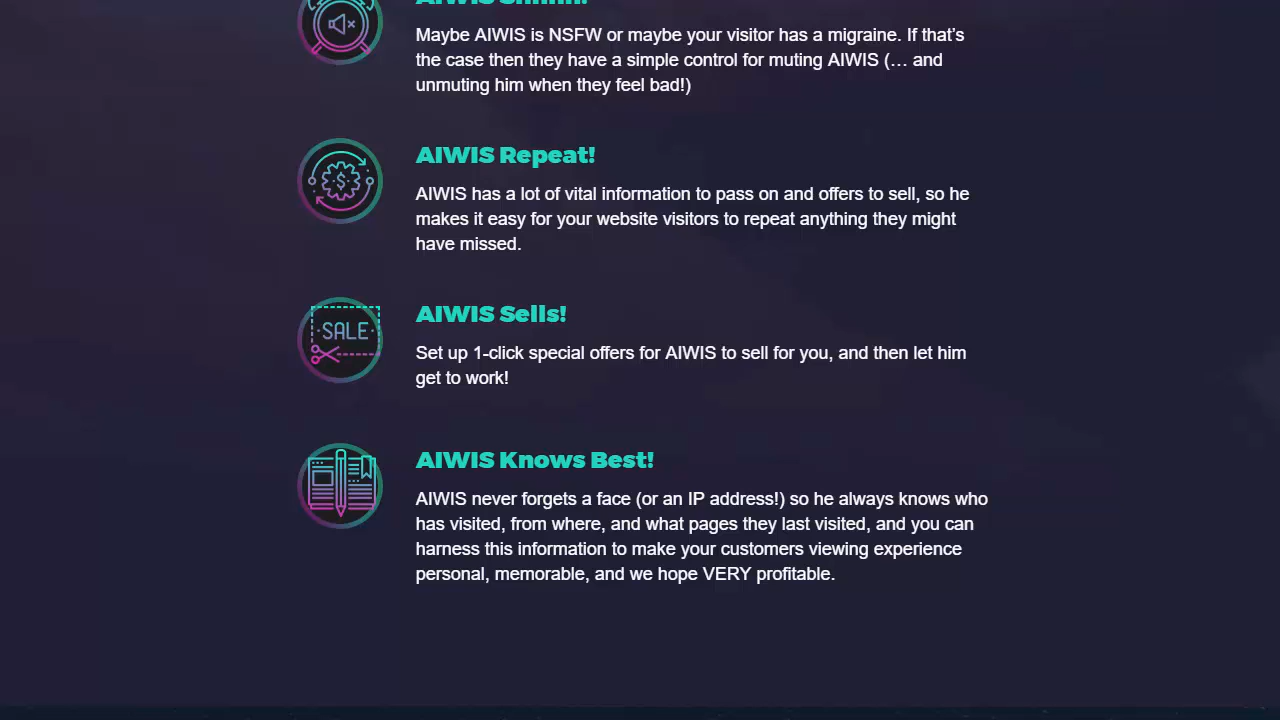 AIWIS Shhhh!
Maybe AIWIS is NSFW or maybe your visitor has a migraine. If that's
the case then they have a simple control for muting AIWIS (… and
unmuting him when they feel bad!)
AIWIS Repeat!
AIWIS has a lot of vital information to pass on and offers to sell, so he
makes it easy for your website visitors to repeat anything they might
have missed.
SALE
AIWIS Sells!
Set up 1-click special offers for AIWIS to sell for you, and then let him
get to work!
AIWIS Knows Best!
AIWIS never forgets a face (or an IP address!) so he always knows who
has visited, from where, and what pages they last visited, and you can
harness this information to make your customers viewing experience
personal, memorable, and we hope VERY profitable.